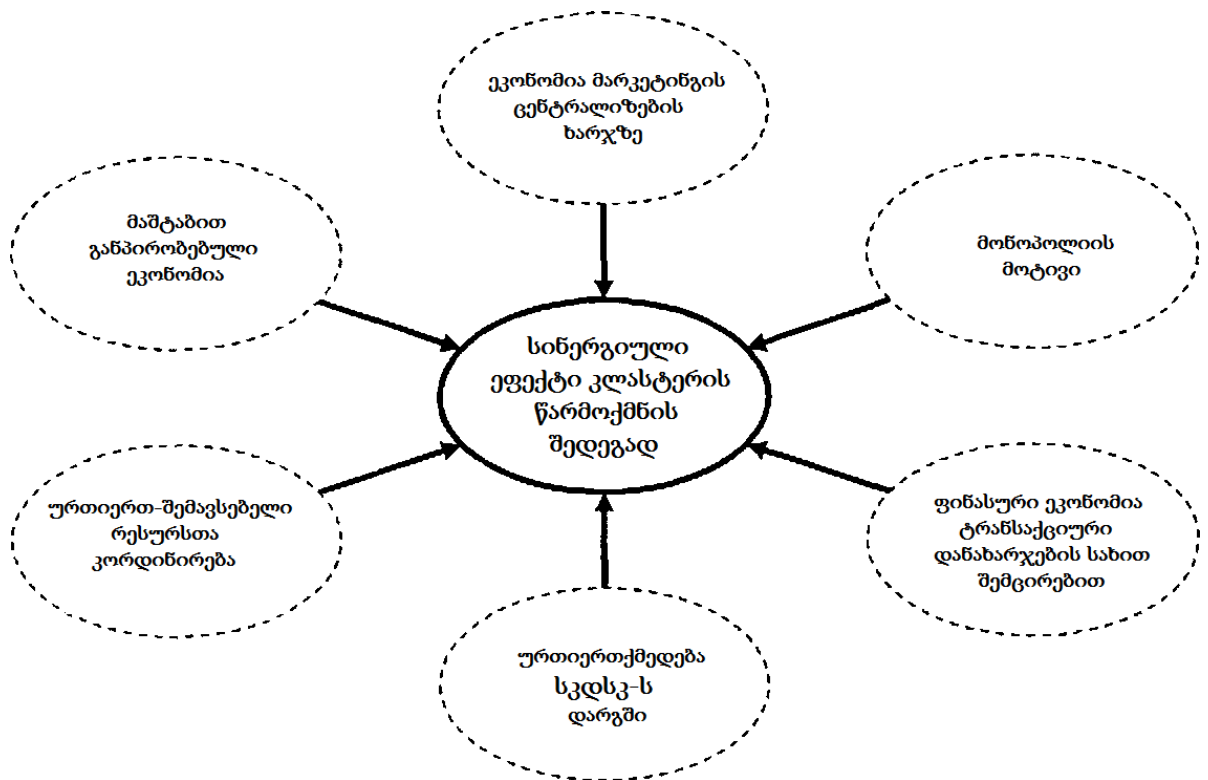 ეკონომია მარკეტინგის
ცენტრალიზების
ხარჯზე
მაშტაბით
განპირობებული
ეკონომია
მონოპოლიის
მოტივი
სინერგიული
ეფექტი კლასტერის
წარმოქმნის
შედეგად
ურთიერთ-შემავსებელი
რესურსთა
კორდინირება
ფინასური ეკონომია
ტრანსაქციური
დანახარჯების სახით
შემცირებით
ურთიერთქმედება
სკდსკ-ს
დარგში